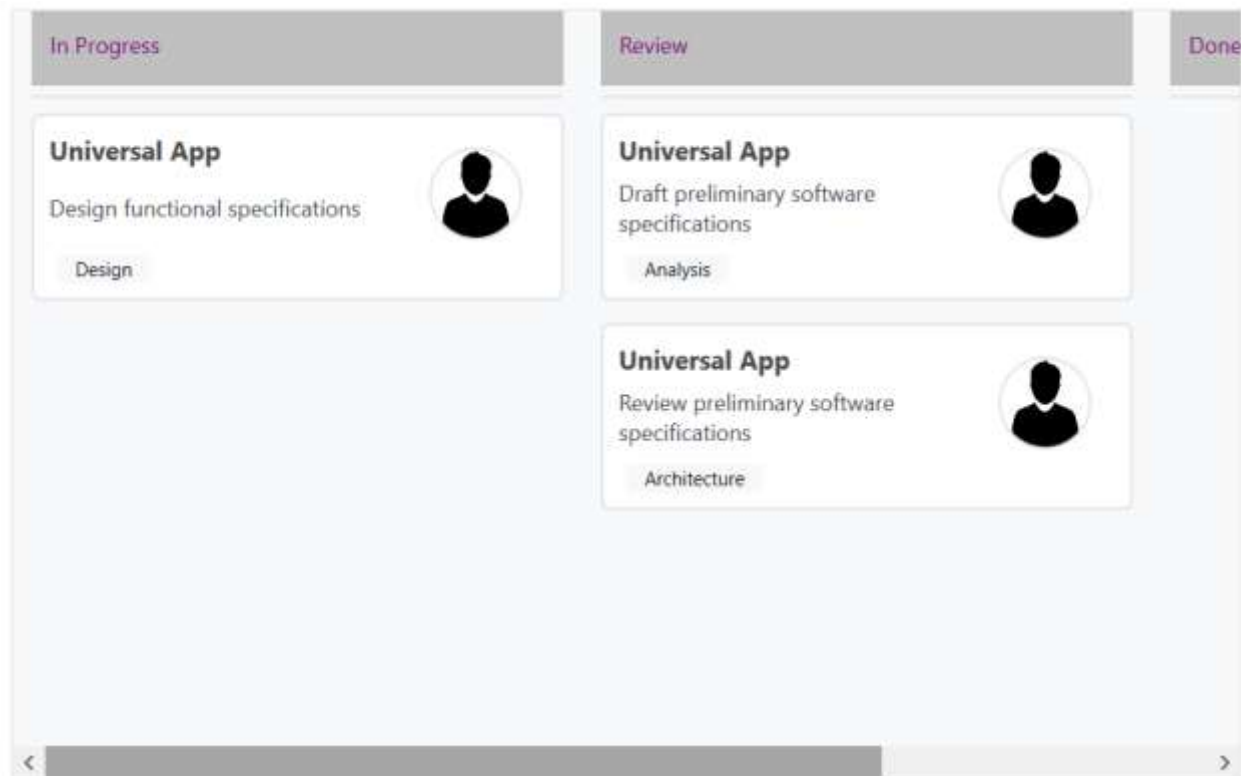 In Progress
Review
Done
Universal App
Design functional specifications
Design
Universal App
Draft preliminary software
specifications
Analysis
Universal App
Review preliminary software
specifications
Architecture